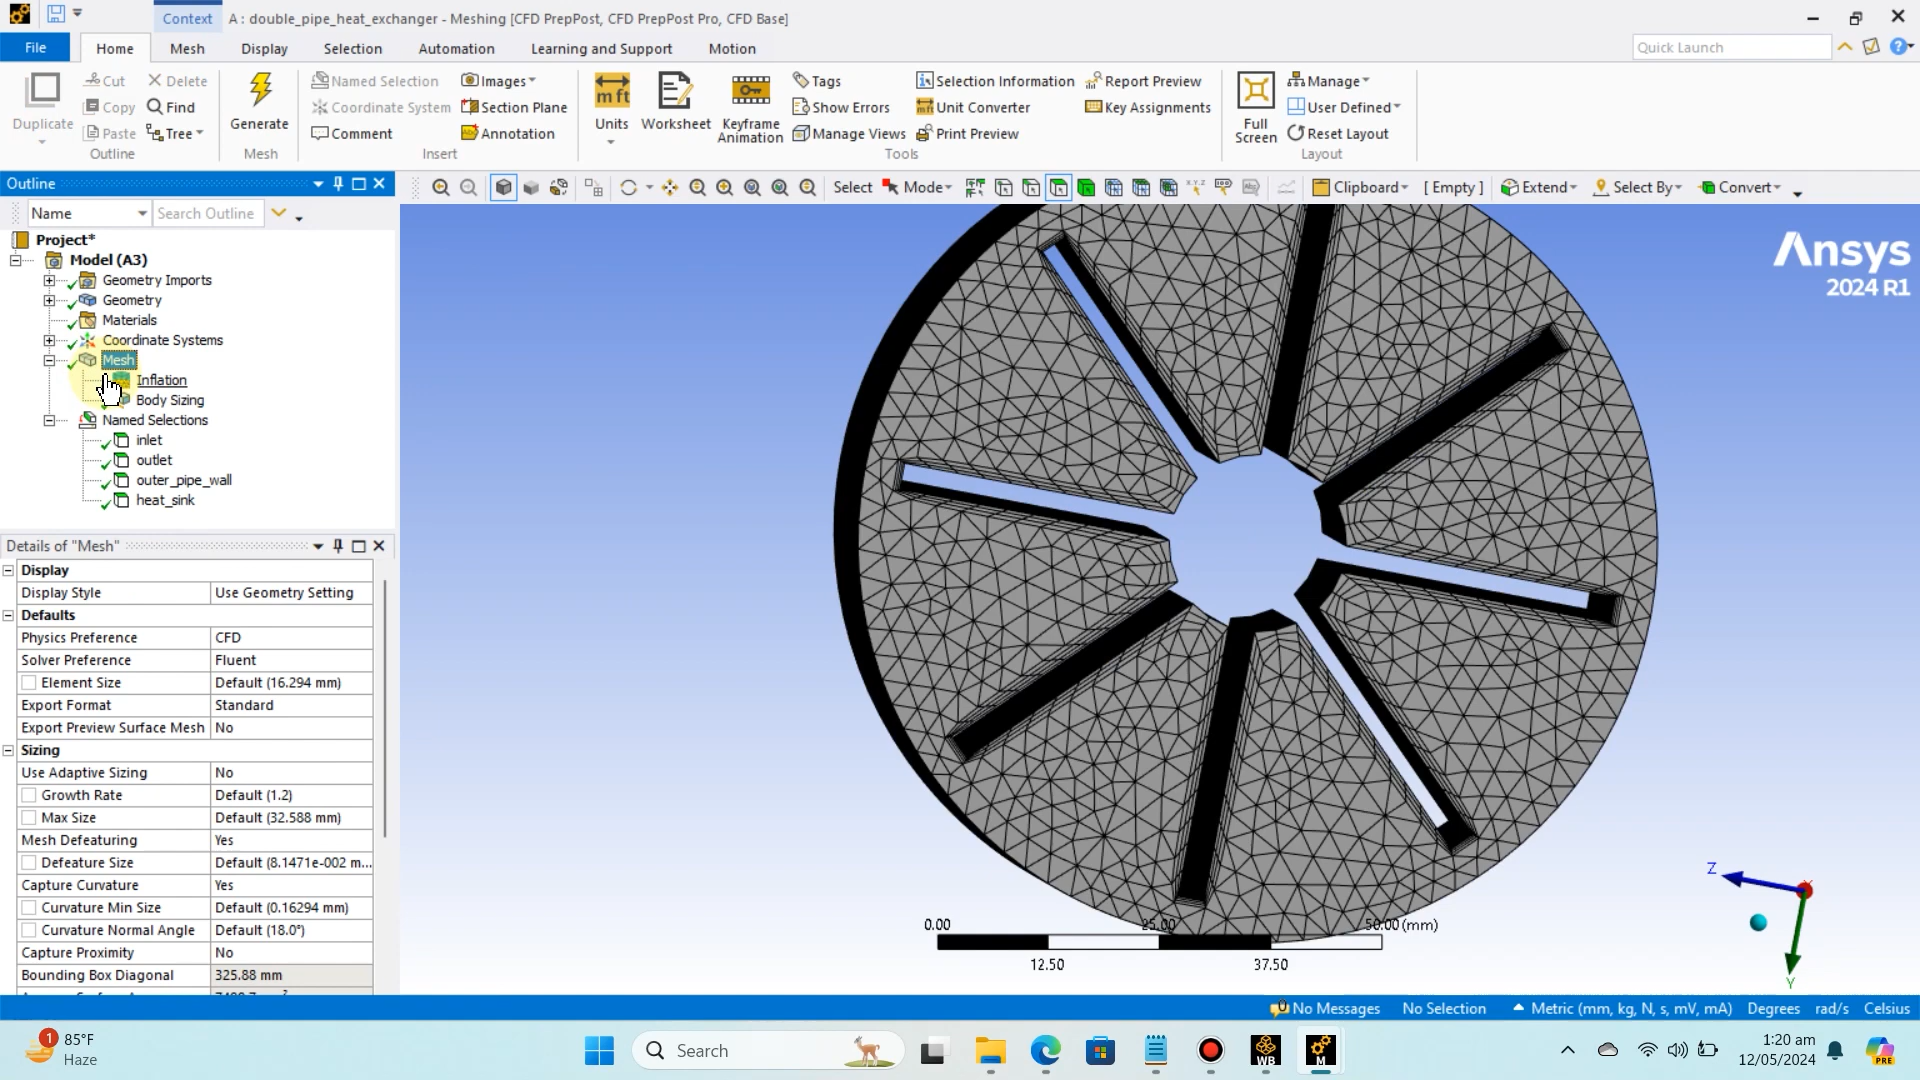 Context
A : double_pipe_heat_exchanger - Meshing [CFD PrepPost, CFD PrepPost Pro, CFD Base]
File
Home
Mesh
Display
Selection
Automation
Learning and Support
Motion
Quick Launch
Duplicate
Cut
Copy
Paste
Delete
Find
Tree
Outline
Generate
Mesh
Named Selection
Coordinate System
Comment
Images
Section Plane
Annotation
Insert
Units
Worksheet
Keyframe
Animation
Tags
Show Errors
Manage Views
Selection Information
Unit Converter
Print Preview
Report Preview
Key Assignments
Tools
Full
Screen
Manage
User Defined
Reset Layout
Layout
Outline
Select
Mode
Clipboard
[ Empty ]
Extend
Select By
Convert
Name
Search Outline
Project*
Model (A3)
Geometry Imports
Geometry
Materials
Coordinate Systems
Mesh
Inflation
Body Sizing
Named Selections
inlet
outlet
outer_pipe_wall
heat_sink
Details of "Mesh"
Display
Display Style Use Geometry Setting
Defaults
Physics Preference CFD
Solver Preference Fluent
Element Size Default (16.294 mm)
Export Format Standard
Export Preview Surface Mesh No
Sizing
Use Adaptive Sizing No
Growth Rate Default (1.2)
Max Size Default (32.588 mm)
Mesh Defeaturing Yes
Defeature Size Default (8.1471e-002 m...
Capture Curvature Yes
Curvature Min Size Default (0.16294 mm)
Curvature Normal Angle Default (18.0°)
Capture Proximity No
Bounding Box Diagonal 325.88 mm
Ansys
2024 R1
Z
Y
0.00 25.00 50.00 (mm)
12.50 37.50
No Messages
No Selection
Metric (mm, kg, N, s, mV, mA)
Degrees
rad/s
Celsius
1
85°F
Haze
Search
WB
M
1:20 am
12/05/2024
PRE